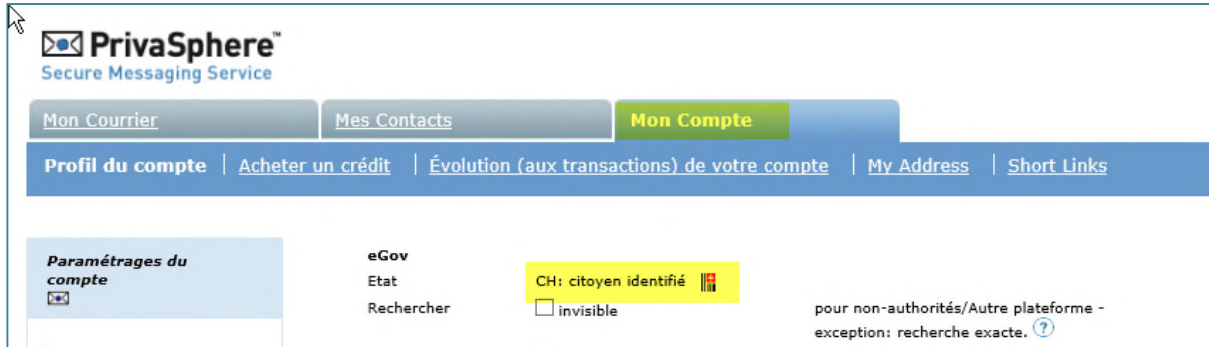 PrivaSphere™
Secure Messaging Service
Mon Courrier Mes Contacts Mon Compte
Profil du compte | Acheter un crédit | Évolution (aux transactions) de votre compte | My Address | Short Links
Paramétrages du
compte
eGov
Etat CH: citoyen identifié
Rechercher invisible pour non-authorités/Autre plateforme -
exception: recherche exacte. ?